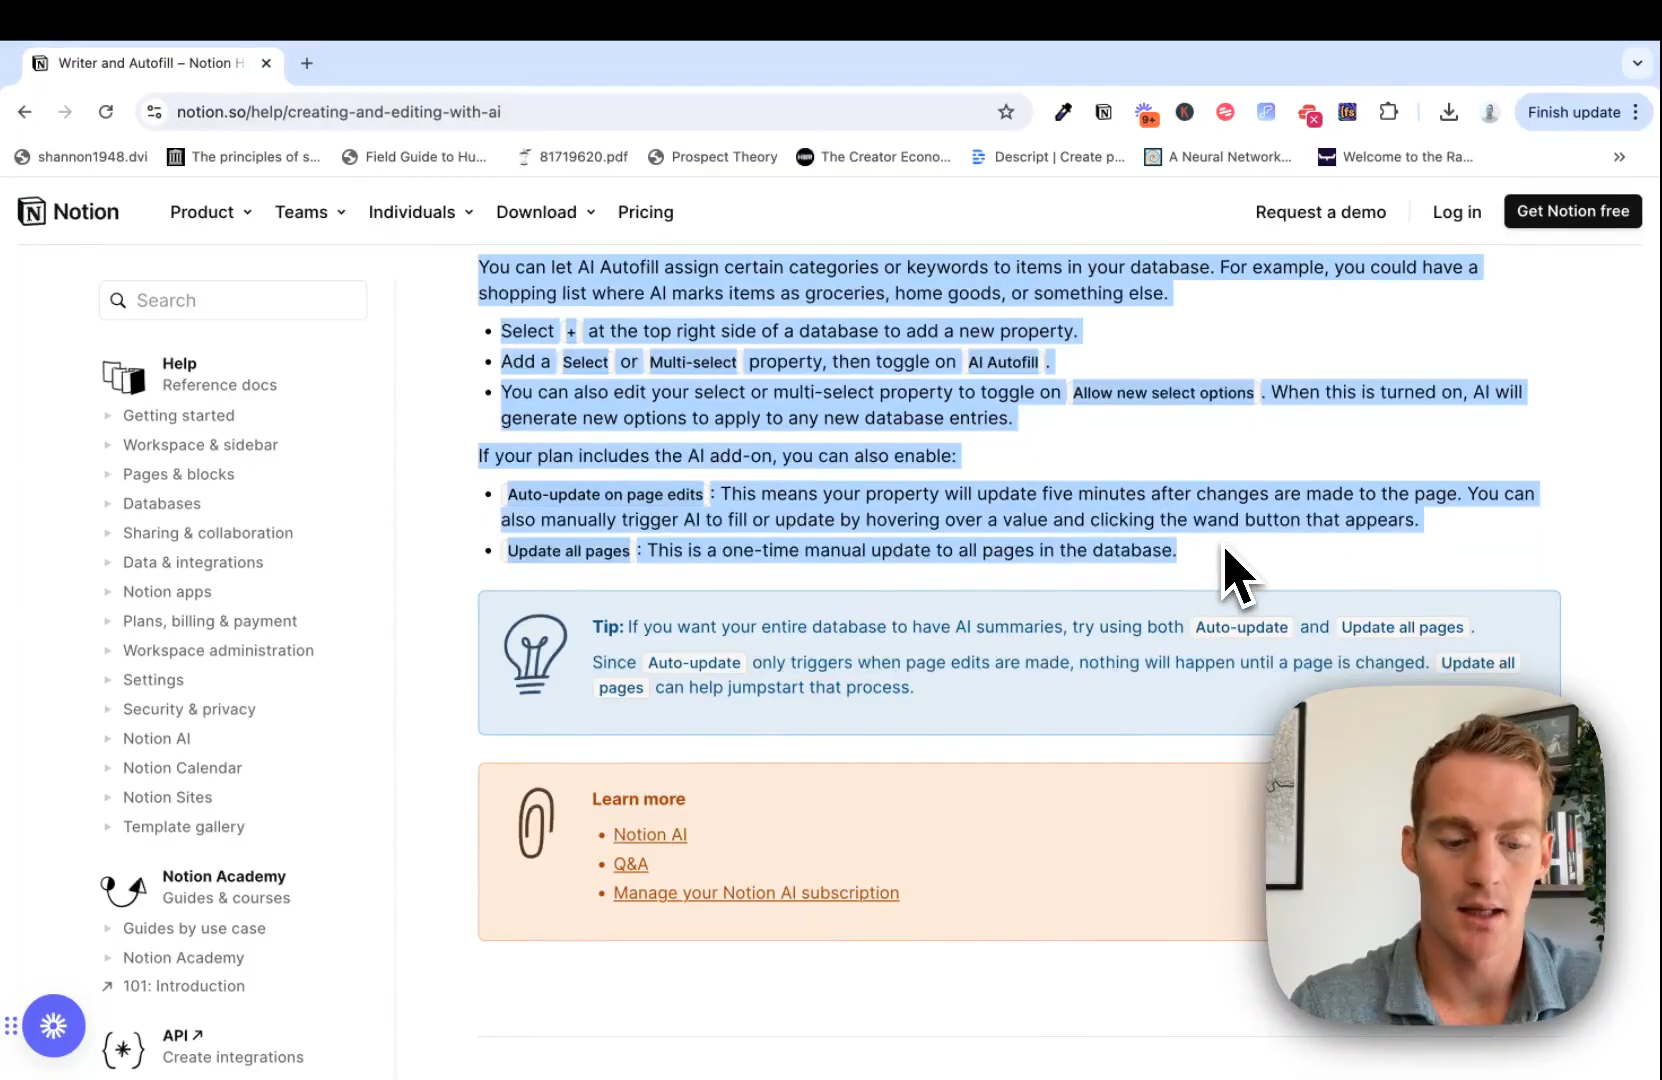 Writer and Autofill – Notion H
notion.so/help/creating-and-editing-with-ai
9+
K
Finish update
shannon1948.dvi
The principles of s...
Field Guide to Hu...
81719620.pdf
Prospect Theory
The Creator Econo...
Descript | Create p...
A Neural Network...
Welcome to the Ra...
Notion
Product
Teams
Individuals
Download
Pricing
Request a demo
Log in
Get Notion free
Search
Help
Reference docs
Getting started
Workspace & sidebar
Pages & blocks
Databases
Sharing & collaboration
Data & integrations
Notion apps
Plans, billing & payment
Workspace administration
Settings
Security & privacy
Notion AI
Notion Calendar
Notion Sites
Template gallery
Notion Academy
Guides & courses
Guides by use case
Notion Academy
↗ 101: Introduction
API ↗
Create integrations
You can let AI Autofill assign certain categories or keywords to items in your database. For example, you could have a
shopping list where AI marks items as groceries, home goods, or something else.
• Select + at the top right side of a database to add a new property.
• Add a Select or Multi-select property, then toggle on AI Autofill .
• You can also edit your select or multi-select property to toggle on Allow new select options . When this is turned on, AI will
generate new options to apply to any new database entries.
If your plan includes the AI add-on, you can also enable:
• Auto-update on page edits : This means your property will update five minutes after changes are made to the page. You can
also manually trigger AI to fill or update by hovering over a value and clicking the wand button that appears.
• Update all pages : This is a one-time manual update to all pages in the database.
Tip: If you want your entire database to have AI summaries, try using both Auto-update and Update all pages .
Since Auto-update only triggers when page edits are made, nothing will happen until a page is changed. Update all
pages can help jumpstart that process.
Learn more
• Notion AI
• Q&A
• Manage your Notion AI subscription